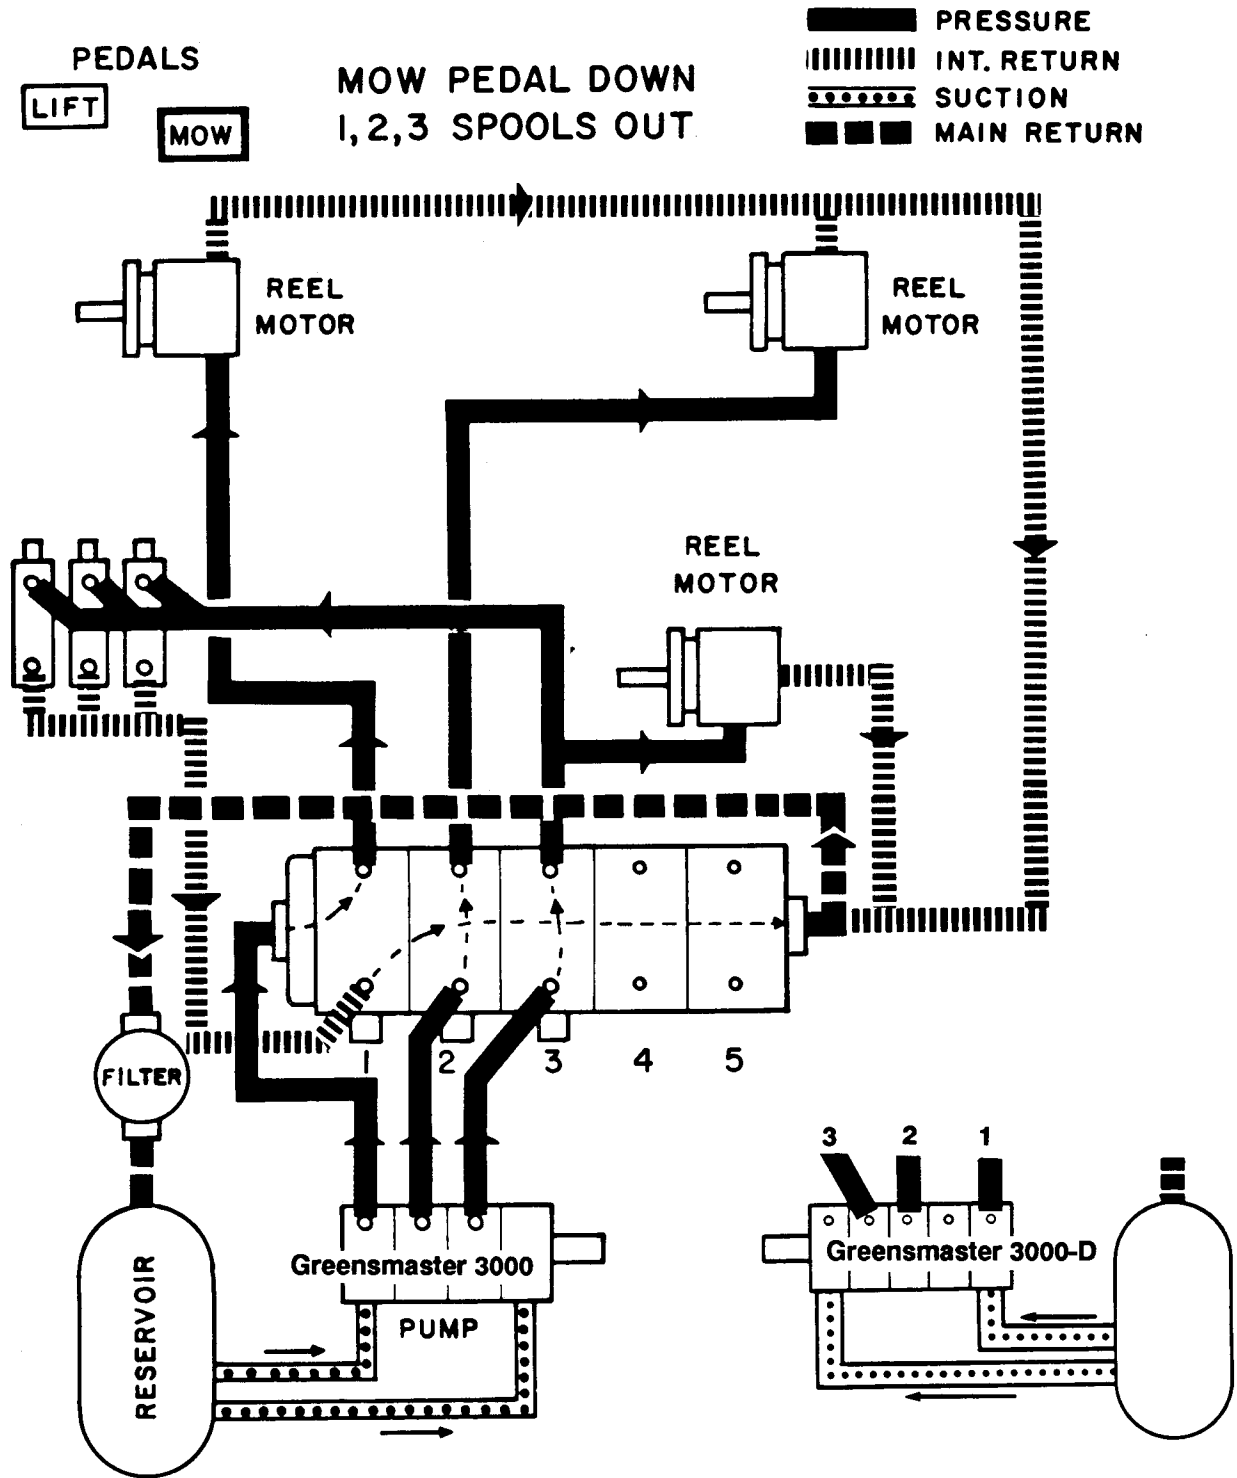 PEDALS
LIFT
MOW
MOW PEDAL DOWN
1,2,3 SPOOLS OUT
PRESSURE
INT. RETURN
SUCTION
MAIN RETURN
REEL
MOTOR
REEL
MOTOR
REEL
MOTOR
1
2
3
4
5
FILTER
3
2
1
Greensmaster 3000
Greensmaster 3000-D
PUMP
RESERVOIR